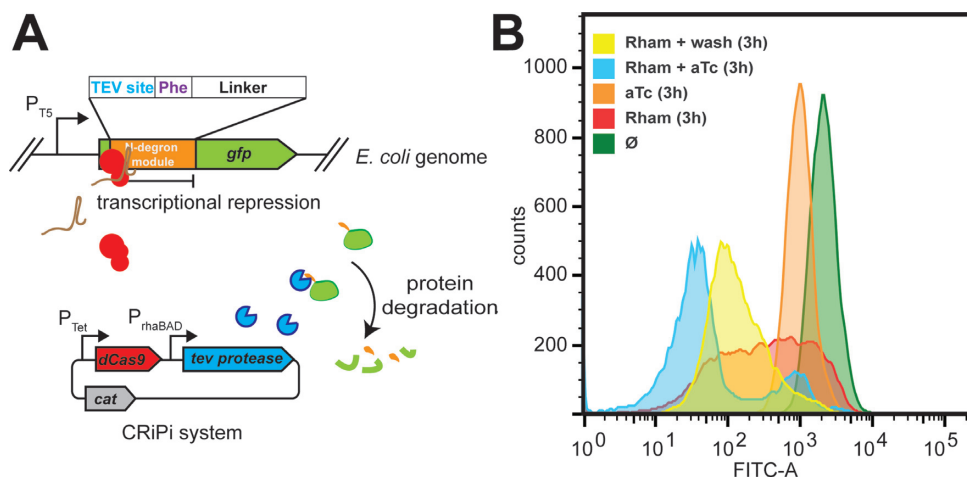 A
TEV site Phe Linker
P T5
N-degron
module
gfp
E. coli genome
transcriptional repression
protein
degradation
P Tet
P rhaBAD
dCas9
tev protease
cat
CRiPi system
B
Rham + wash (3h)
Rham + aTc (3h)
aTc (3h)
Rham (3h)
Ø
1000
800
600
400
200
counts
10^0 10^1 10^2 10^3 10^4 10^5
FITC-A